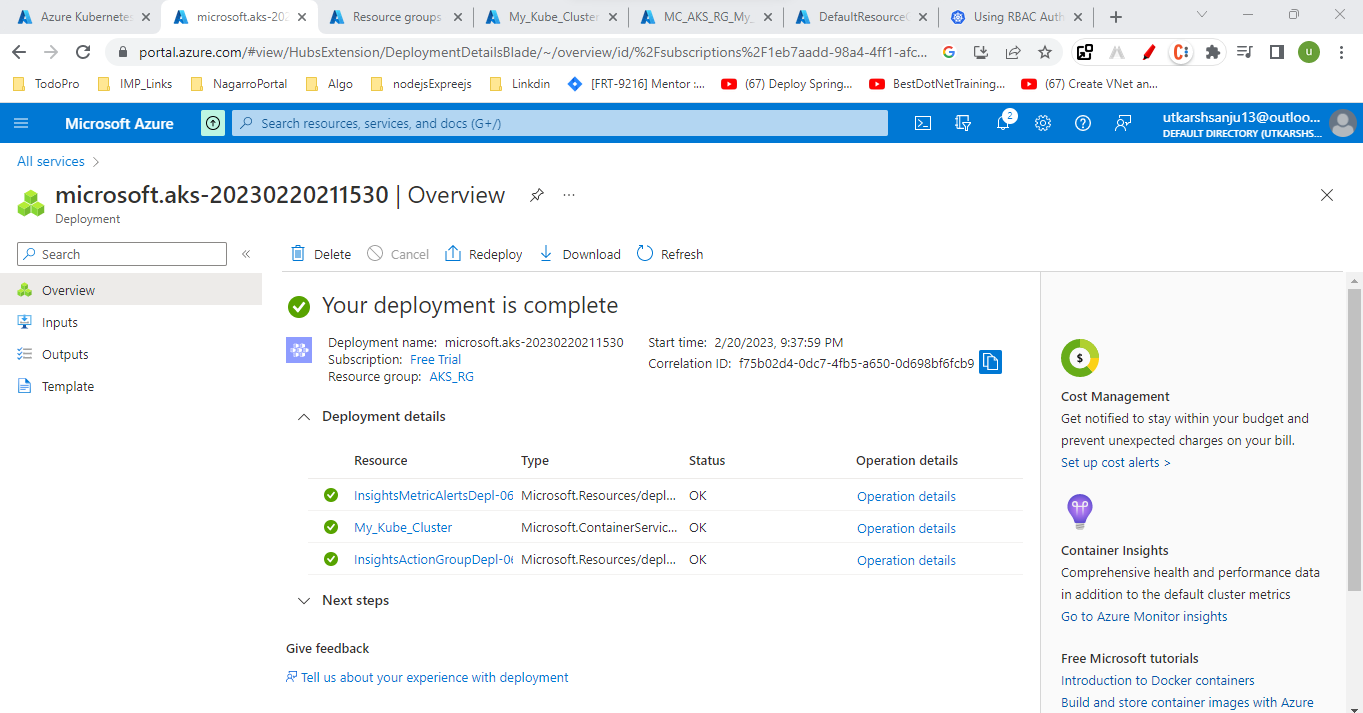 Azure Kubernetes
microsoft.aks-202
Resource groups
My_Kube_Cluster
MC_AKS_RG_My_
DefaultResourceG
Using RBAC Auth
portal.azure.com/#view/HubsExtension/DeploymentDetailsBlade/~/overview/id/%2Fsubscriptions%2F1eb7aadd-98a4-4ff1-afc...
u
TodoPro
IMP_Links
NagarroPortal
Algo
nodejsExpreejs
Linkdin
[FRT-9216] Mentor :...
(67) Deploy Spring...
BestDotNetTraining...
(67) Create VNet an...
Microsoft Azure
Search resources, services, and docs (G+/)
2
utkarshsanju13@outloo...
DEFAULT DIRECTORY (UTKARSHS...
All services >
microsoft.aks-20230220211530 | Overview
...
Deployment
Search
«
Delete
Cancel
Redeploy
Download
Refresh
Overview
Inputs
Outputs
Template
Your deployment is complete
Deployment name: microsoft.aks-20230220211530
Subscription: Free Trial
Resource group: AKS_RG
Start time: 2/20/2023, 9:37:59 PM
Correlation ID: f75b02d4-0dc7-4fb5-a650-0d698bf6fcb9
Deployment details
Resource Type Status Operation details
InsightsMetricAlertsDepl-06 Microsoft.Resources/depl... OK Operation details
My_Kube_Cluster Microsoft.ContainerServic... OK Operation details
InsightsActionGroupDepl-06 Microsoft.Resources/depl... OK Operation details
Next steps
Give feedback
Tell us about your experience with deployment
$
Cost Management
Get notified to stay within your budget and
prevent unexpected charges on your bill.
Set up cost alerts >
Container Insights
Comprehensive health and performance data
in addition to the default cluster metrics
Go to Azure Monitor insights
Free Microsoft tutorials
Introduction to Docker containers
Build and store container images with Azure